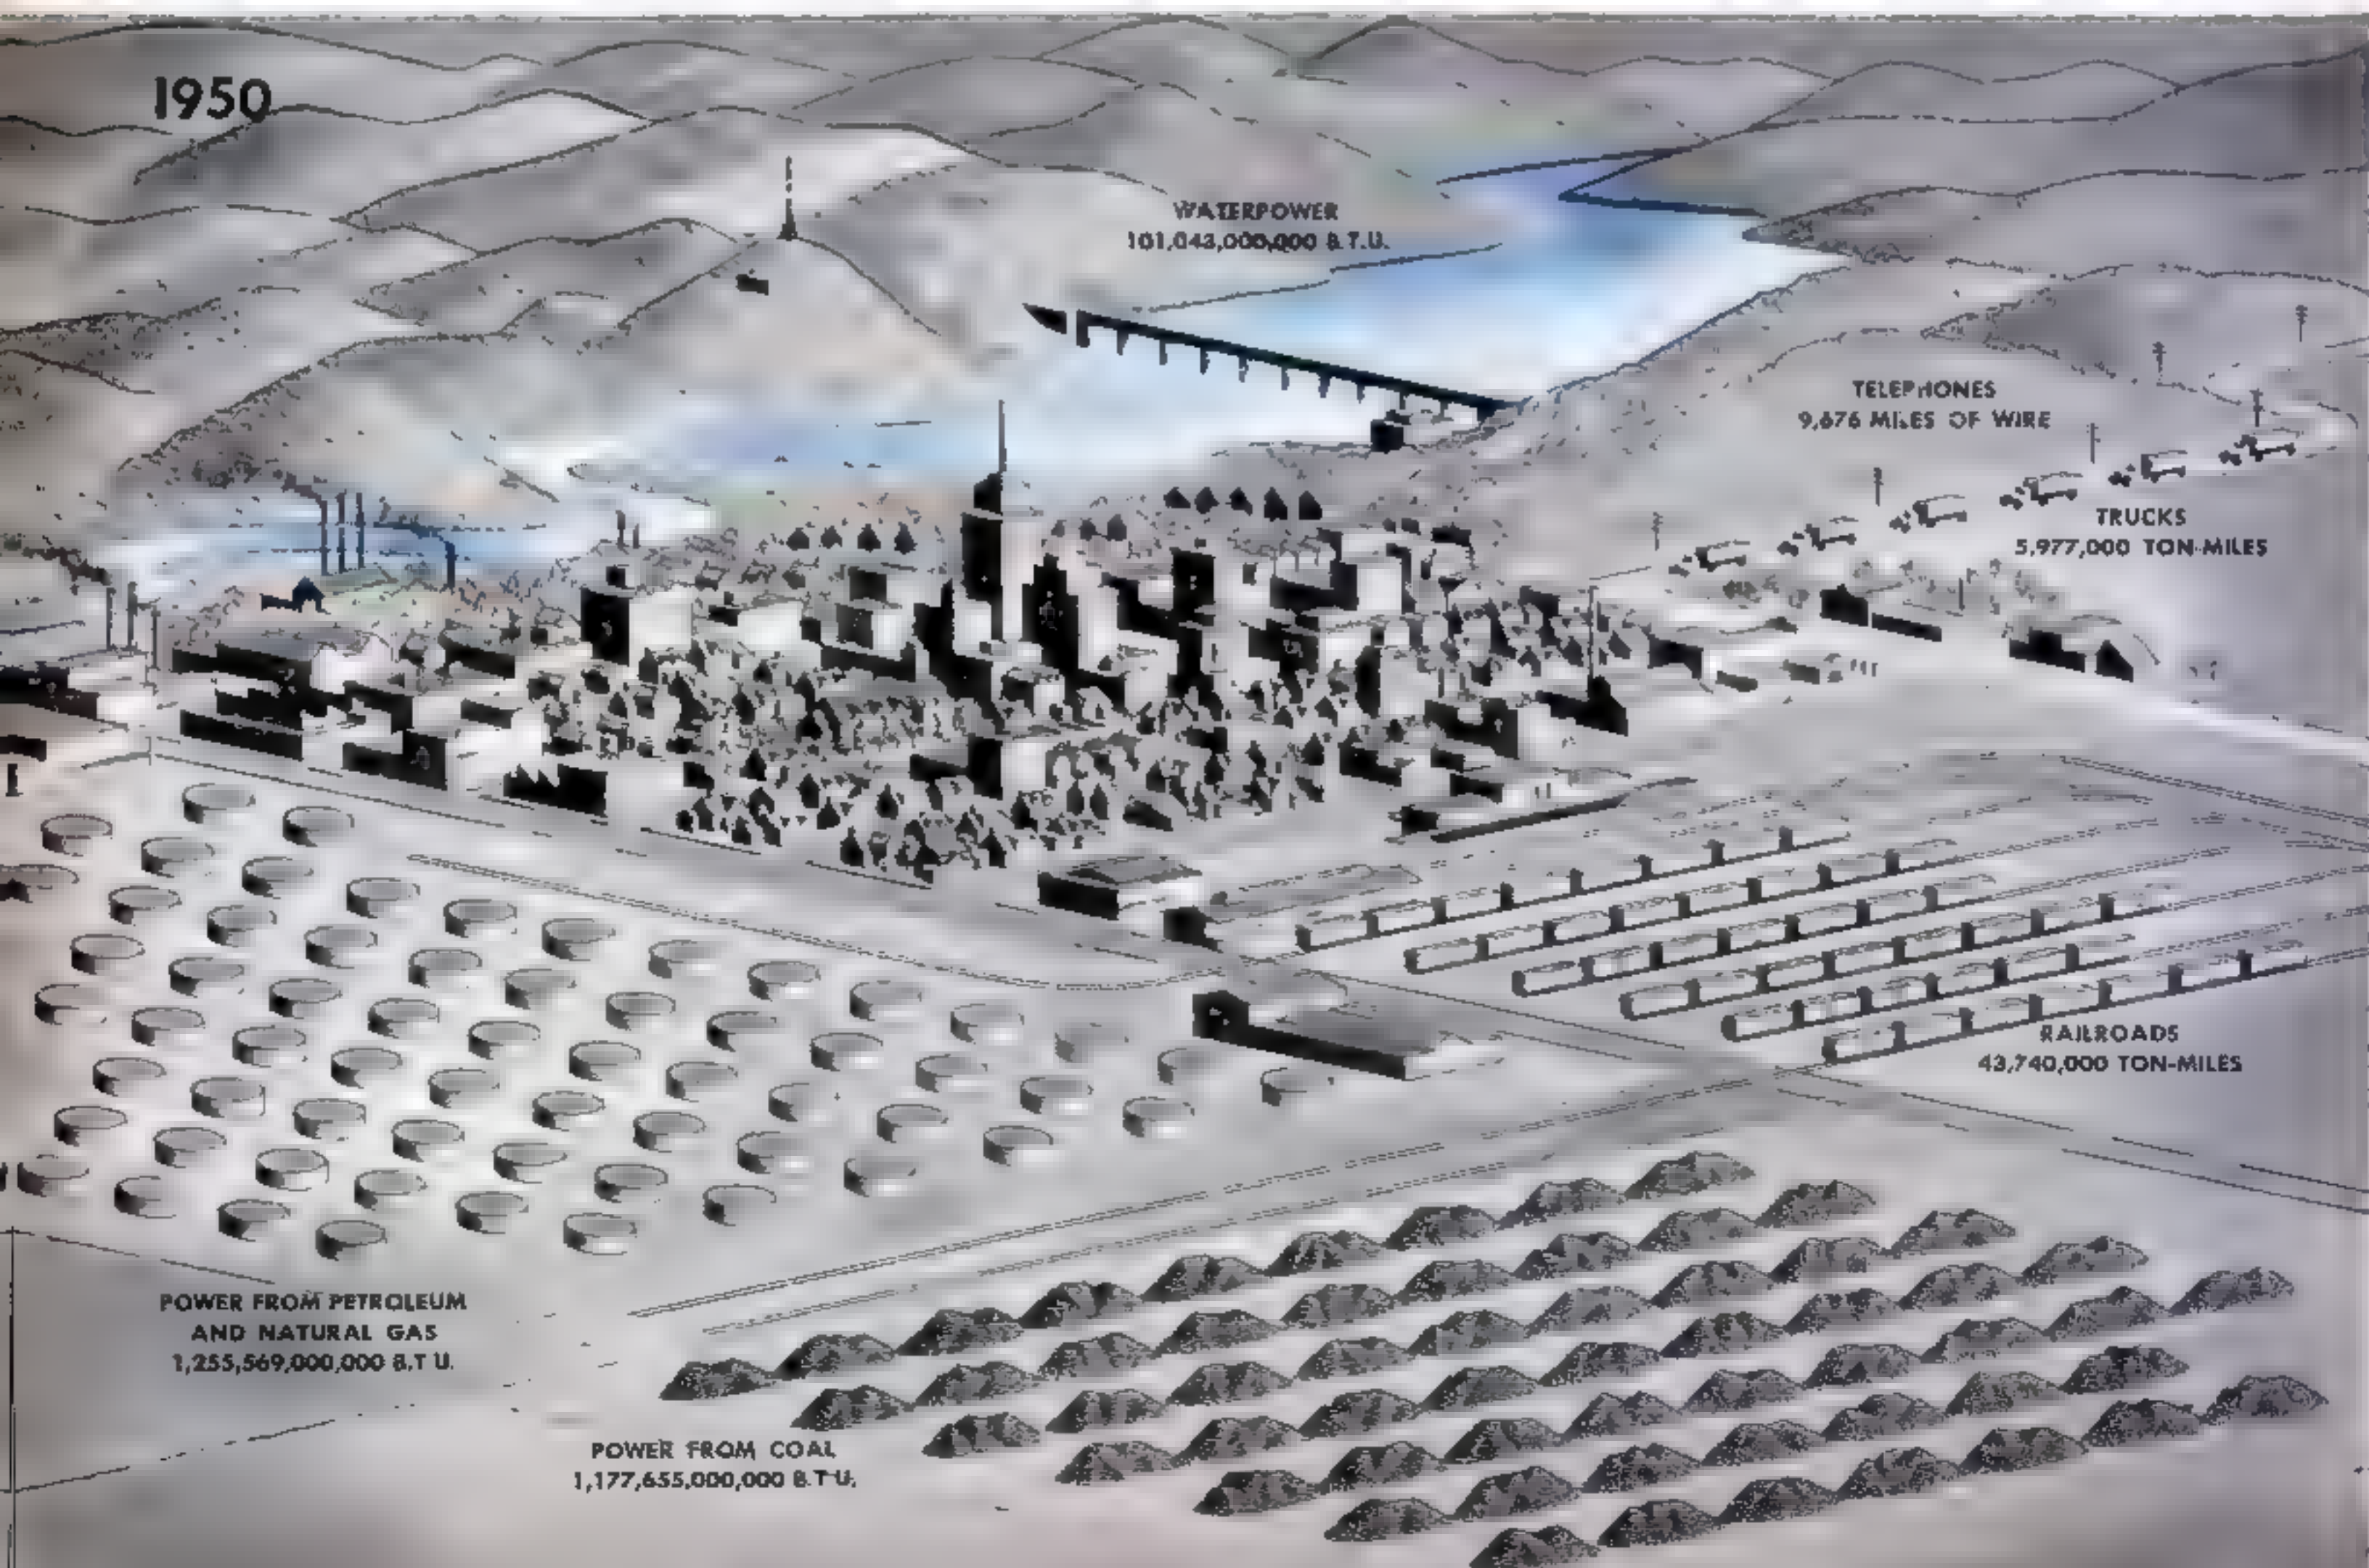 1950
WATERPOWER
101,043,000,000 B.T.U.
TELEPHONES
9,676 MILES OF WIRE
TRUCKS
5,977,000 TON-MILES
RAILROADS
43,740,000 TON-MILES
POWER FROM PETROLEUM
AND NATURAL GAS
1,255,569,000,000 B.T U.
POWER FROM COAL
1,177,655,000,000 B.T U.